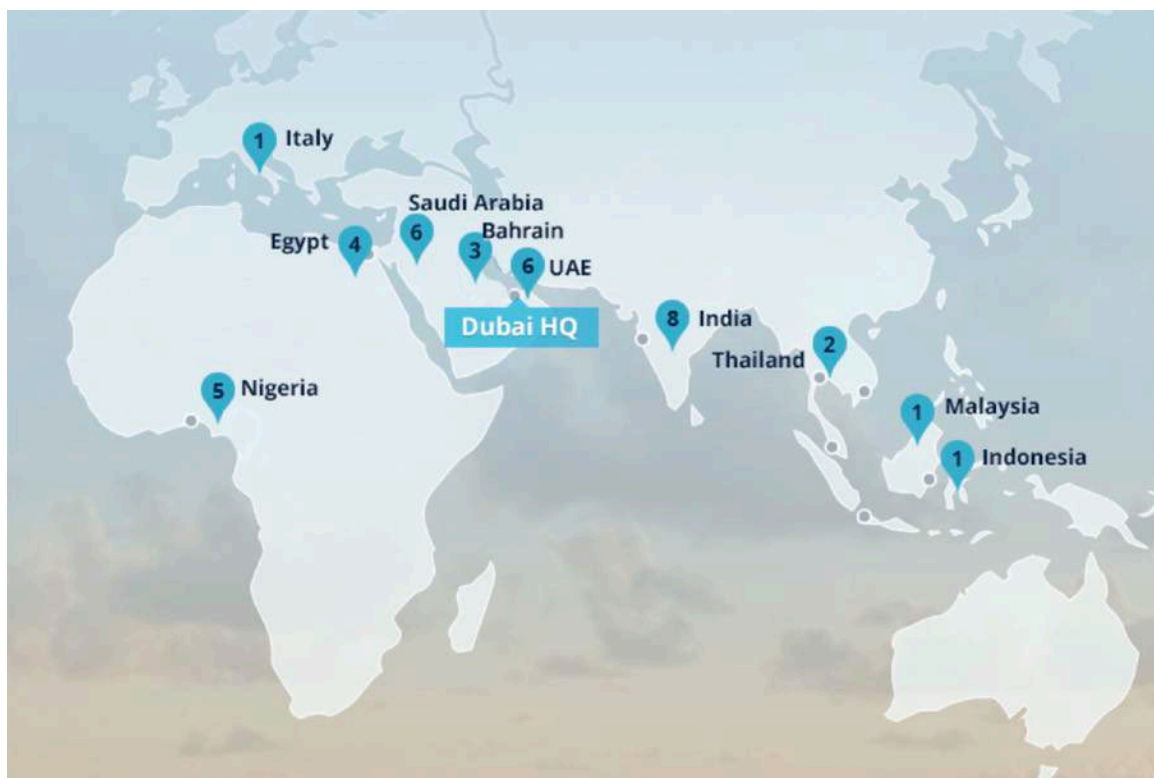 1 Italy
Saudi Arabia
6
Bahrain
3
Egypt 4
6 UAE
Dubai HQ
8 India
2
Thailand
5 Nigeria
1 Malaysia
1 Indonesia